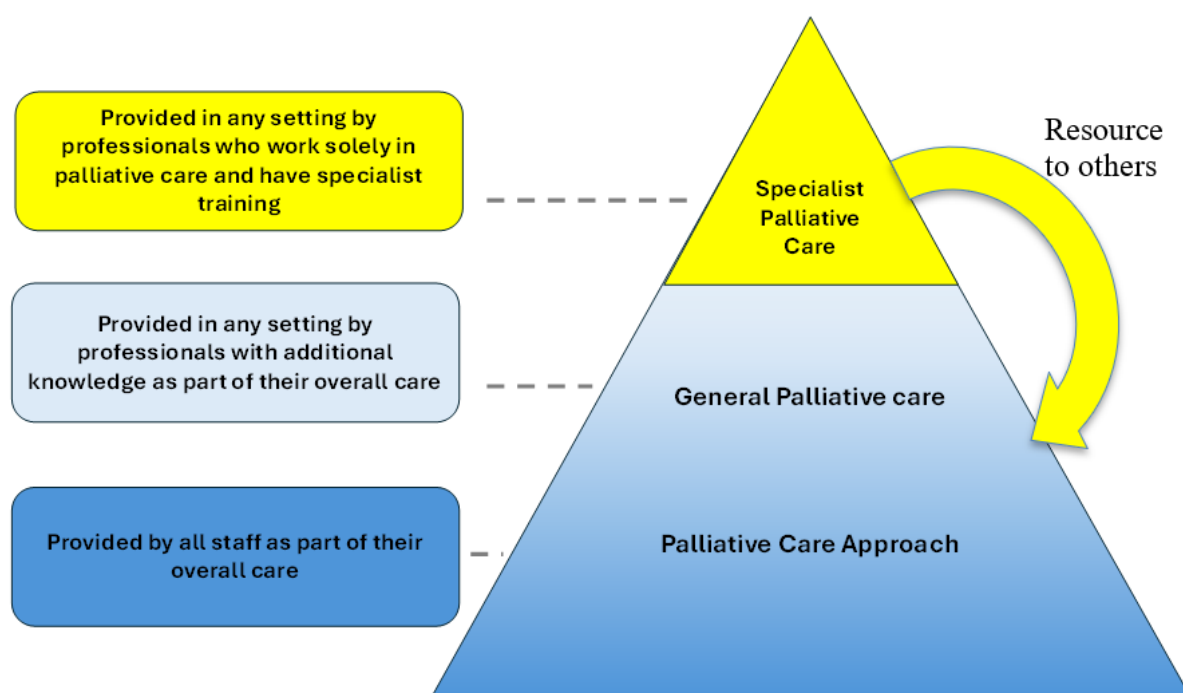 Provided in any setting by
professionals who work solely in
palliative care and have specialist
training
Specialist
Palliative
Care
Resource
to others
Provided in any setting by
professionals with additional
knowledge as part of their overall care
General Palliative care
Provided by all staff as part of their
overall care
Palliative Care Approach